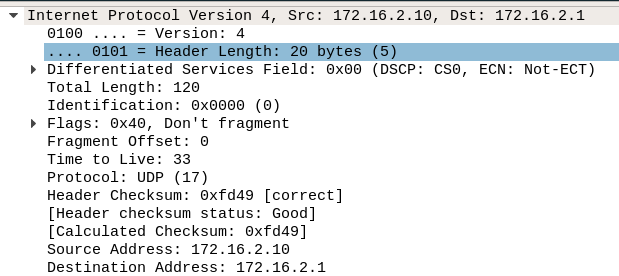 Internet Protocol Version 4, Src: 172.16.2.10, Dst: 172.16.2.1
0100 .... = Version: 4
.... 0101 = Header Length: 20 bytes (5)
Differentiated Services Field: 0x00 (DSCP: CS0, ECN: Not-ECT)
Total Length: 120
Identification: 0x0000 (0)
Flags: 0x40, Don't fragment
Fragment Offset: 0
Time to Live: 33
Protocol: UDP (17)
Header Checksum: 0xfd49 [correct]
[Header checksum status: Good]
[Calculated Checksum: 0xfd49]
Source Address: 172.16.2.10
Destination Address: 172.16.2.1